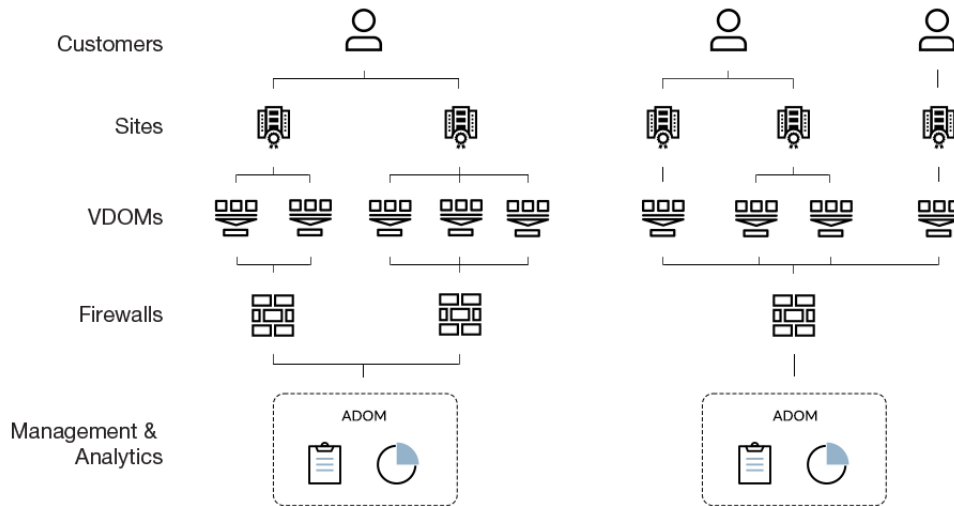 Customers
Sites
VDOMs
Firewalls
ADOM
ADOM
Management &
Analytics